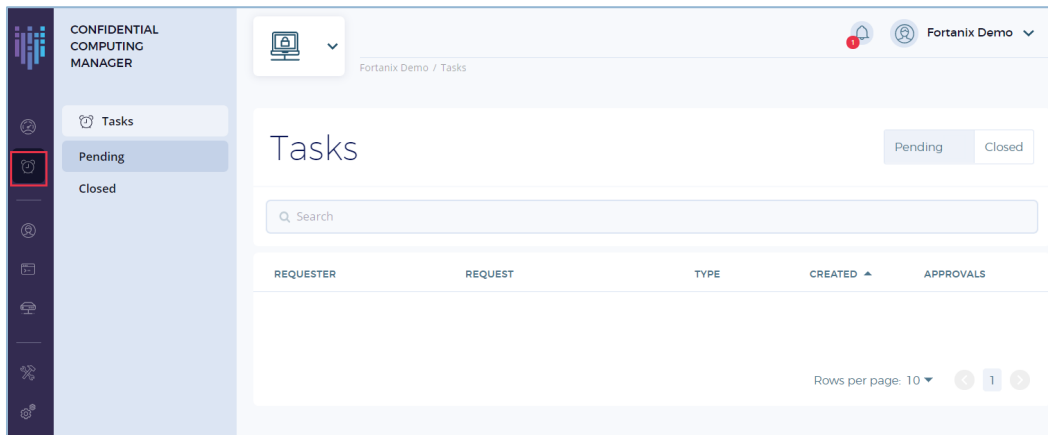 CONFIDENTIAL
COMPUTING
MANAGER
Tasks
Pending
Closed
1
Fortanix Demo
Fortanix Demo / Tasks
Tasks
Pending Closed
Search
REQUESTER REQUEST TYPE CREATED APPROVALS
Rows per page: 10 1